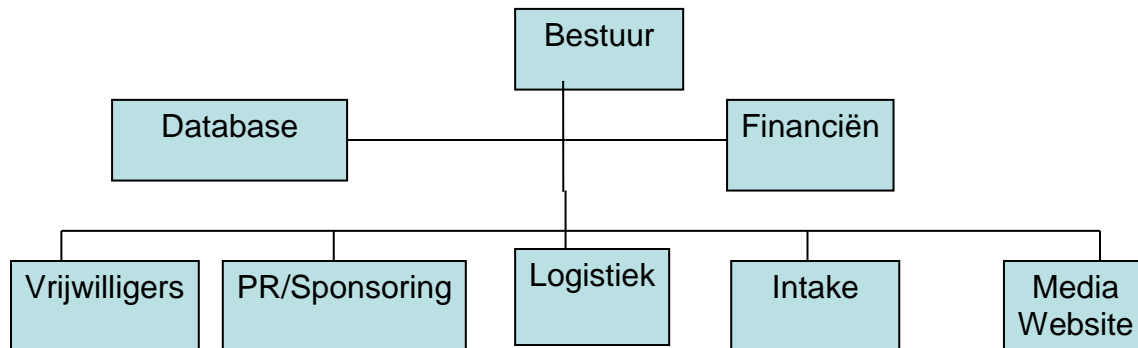 Bestuur
Database
Financiën
Vrijwilligers
PR/Sponsoring
Logistiek
Intake
Media
Website